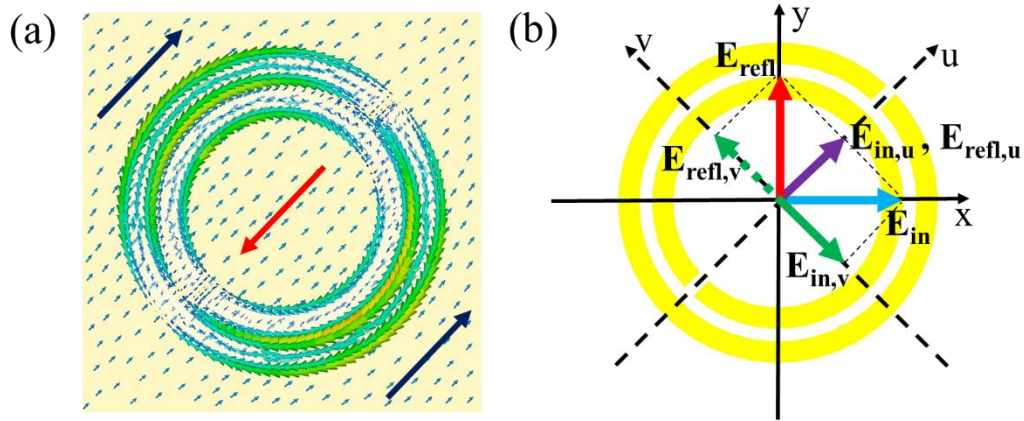 (a)
(b)
y
v
u
E_refl
E_in,u , E_refl,u
E_refl,v
x
E_in
E_in,v